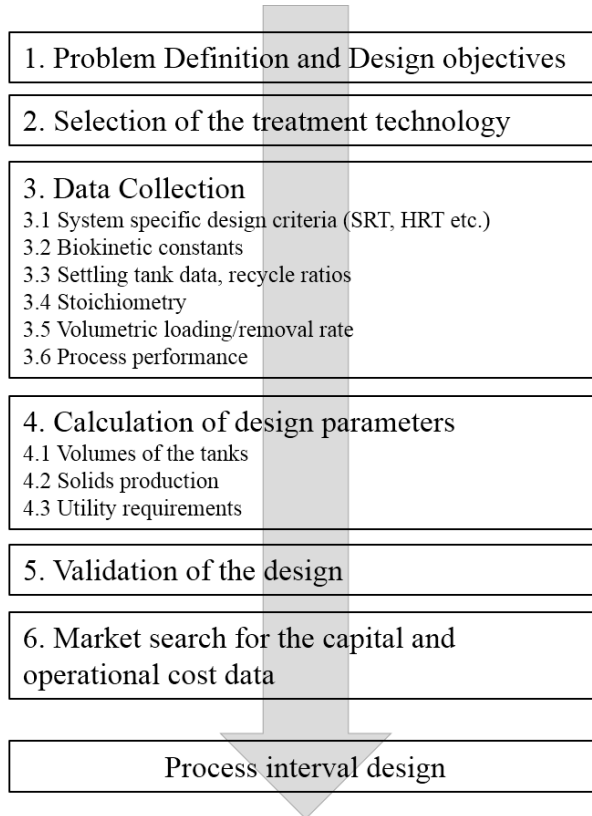 1. Problem Definition and Design objectives
2. Selection of the treatment technology
3. Data Collection
3.1 System specific design criteria (SRT, HRT etc.)
3.2 Biokinetic constants
3.3 Settling tank data, recycle ratios
3.4 Stoichiometry
3.5 Volumetric loading/removal rate
3.6 Process performance
4. Calculation of design parameters
4.1 Volumes of the tanks
4.2 Solids production
4.3 Utility requirements
5. Validation of the design
6. Market search for the capital and
operational cost data
Process interval design